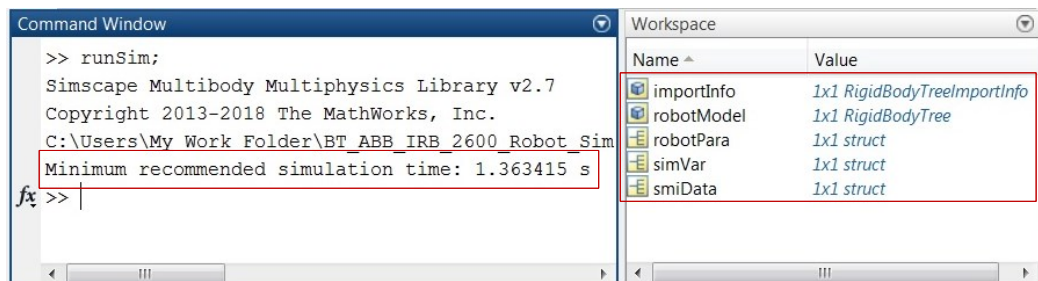 Command Window
>> runSim;
Simscape Multibody Multiphysics Library v2.7
Copyright 2013-2018 The MathWorks, Inc.
C:\Users\My Work Folder\BT_ABB_IRB_2600_Robot_Sim
Minimum recommended simulation time: 1.363415 s
fx >>
Workspace
Name Value
importInfo 1x1 RigidBodyTreeImportInfo
robotModel 1x1 RigidBodyTree
robotPara 1x1 struct
simVar 1x1 struct
smiData 1x1 struct